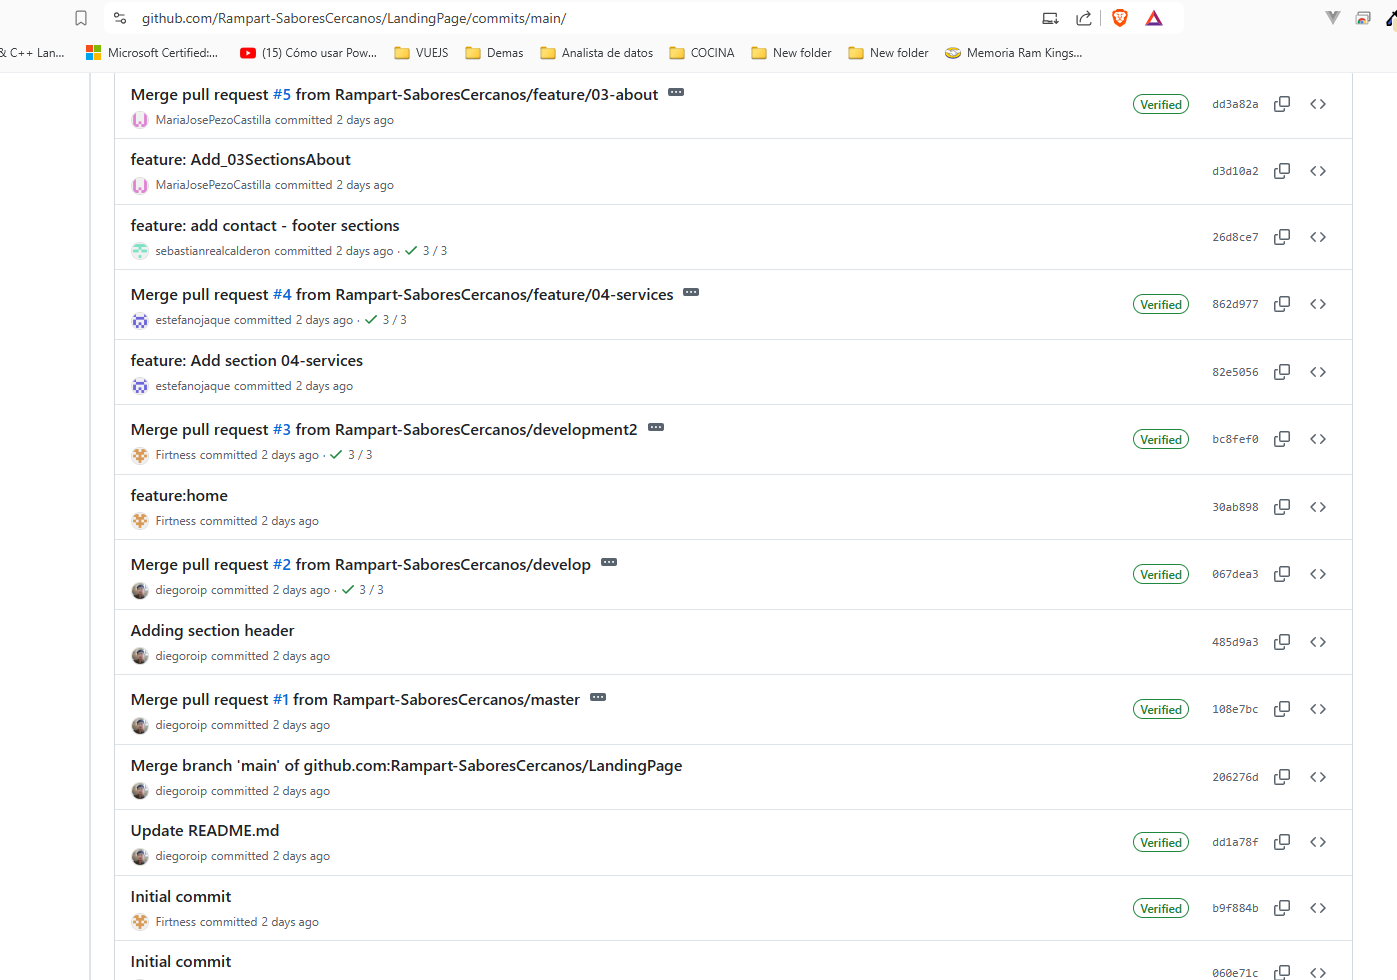 github.com/Rampart-SaboresCercanos/LandingPage/commits/main/
& C++ Lan... Microsoft Certified:... (15) Cómo usar Pow... VUEJS Demas Analista de datos COCINA New folder New folder Memoria Ram Kings...
Merge pull request #5 from Rampart-SaboresCercanos/feature/03-about
Verified dd3a82a
MariaJosePezoCastilla committed 2 days ago
feature: Add_03SectionsAbout
d3d10a2
MariaJosePezoCastilla committed 2 days ago
feature: add contact - footer sections
26d8ce7
sebastianrealcalderon committed 2 days ago · 3 / 3
Merge pull request #4 from Rampart-SaboresCercanos/feature/04-services
Verified 862d977
estefanojaque committed 2 days ago · 3 / 3
feature: Add section 04-services
82e5056
estefanojaque committed 2 days ago
Merge pull request #3 from Rampart-SaboresCercanos/development2
Verified bc8fef0
Firtness committed 2 days ago · 3 / 3
feature:home
30ab898
Firtness committed 2 days ago
Merge pull request #2 from Rampart-SaboresCercanos/develop
Verified 067dea3
diegoroip committed 2 days ago · 3 / 3
Adding section header
485d9a3
diegoroip committed 2 days ago
Merge pull request #1 from Rampart-SaboresCercanos/master
Verified 108e7bc
diegoroip committed 2 days ago
Merge branch 'main' of github.com:Rampart-SaboresCercanos/LandingPage
206276d
diegoroip committed 2 days ago
Update README.md
Verified dd1a78f
diegoroip committed 2 days ago
Initial commit
Verified b9f884b
Firtness committed 2 days ago
Initial commit
060e71c